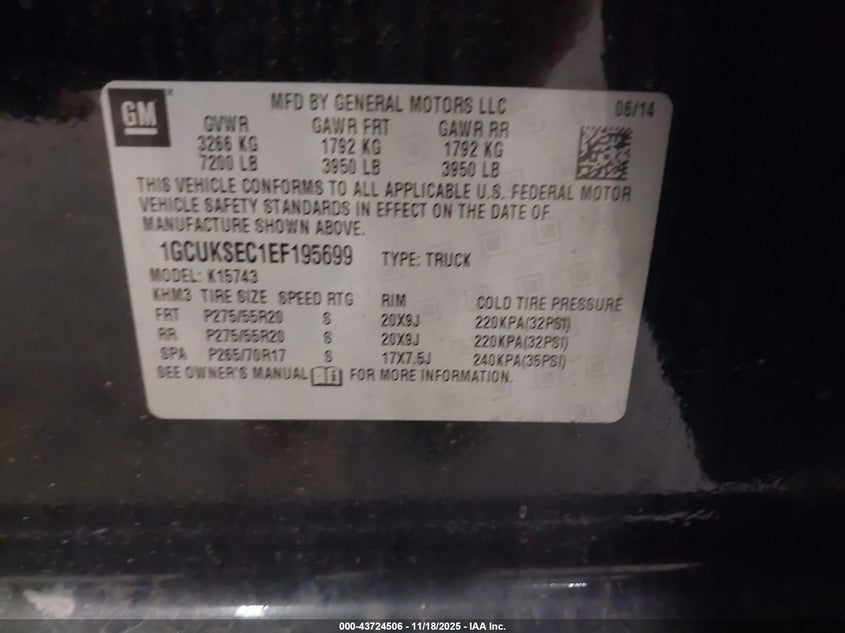 GM®
MFD BY GENERAL MOTORS LLC 06/14
GVWR GAWR FRT GAWR RR
3266 KG 1792 KG 1792 KG
7200 LB 3950 LB 3950 LB
THIS VEHICLE CONFORMS TO ALL APPLICABLE U.S. FEDERAL MOTOR
VEHICLE SAFETY STANDARDS IN EFFECT ON THE DATE OF
MANUFACTURE SHOWN ABOVE.
1GCUKSEC1EF195699 TYPE: TRUCK
MODEL: K15743
KHM3 TIRE SIZE SPEED RTG RIM COLD TIRE PRESSURE
FRT P275/55R20 S 20X9J 220KPA(32PSI)
RR P275/55R20 S 20X9J 220KPA(32PSI)
SPA P265/70R17 S 17X7.5J 240KPA(35PSI)
SEE OWNER'S MANUAL FOR MORE INFORMATION.
000-43724506 - 11/18/2025 - IAA Inc.